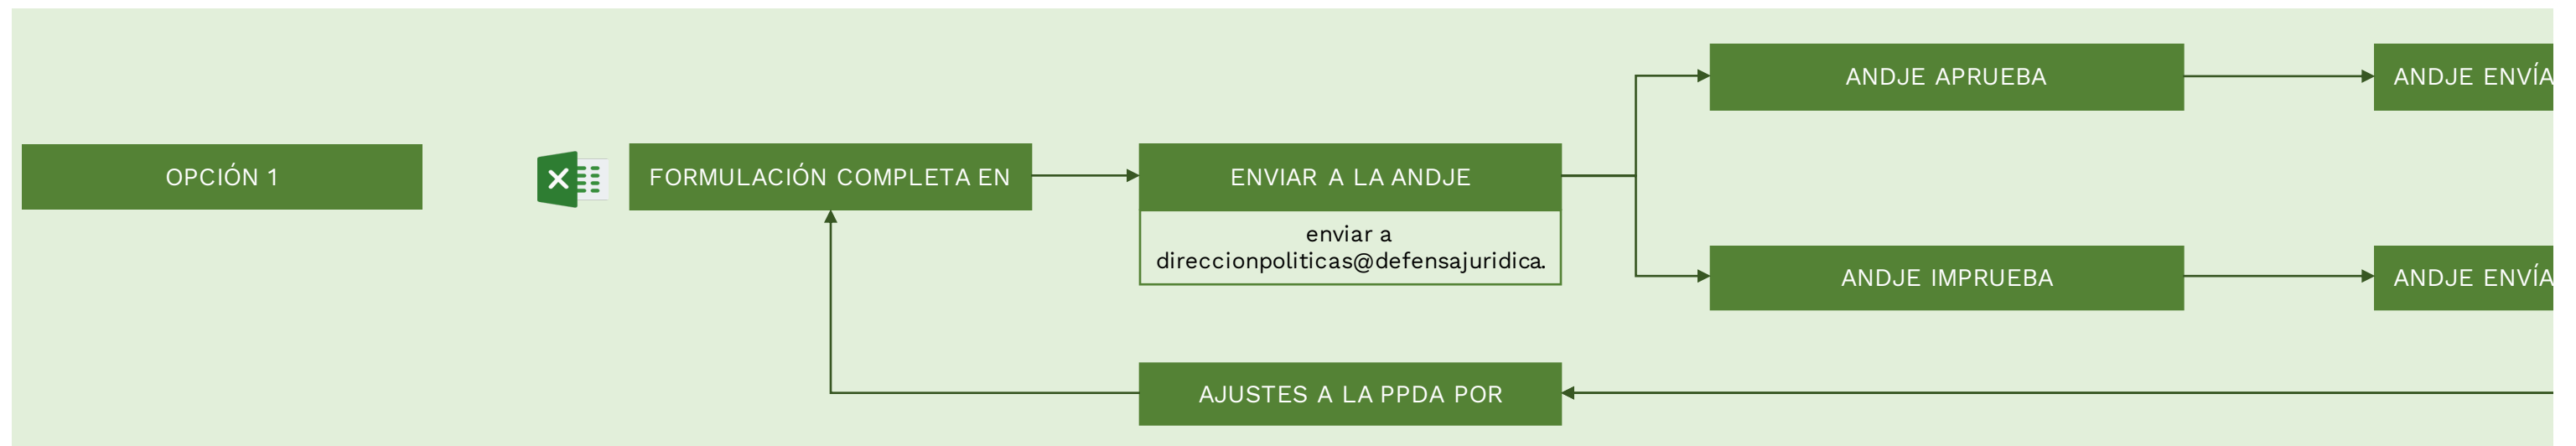 OPCIÓN 1
FORMULACIÓN COMPLETA EN
ENVIAR A LA ANDJE
enviar a
direccionpoliticas@defensajuridica.
ANDJE APRUEBA
ANDJE ENVÍA
ANDJE IMPRUEBA
ANDJE ENVÍA
AJUSTES A LA PPDA POR